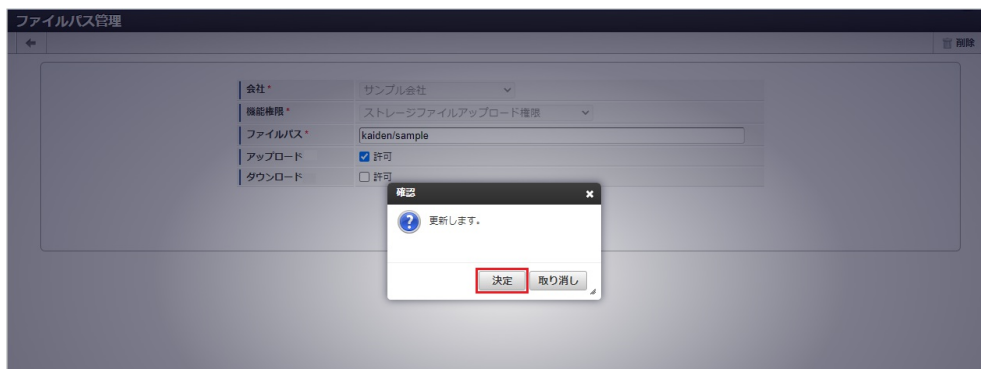 ファイルパス管理
削除
会社*
サンプル会社
機能権限*
ストレージファイルアップロード権限
ファイルパス*
kaiden/sample
アップロード
許可
ダウンロード
許可
確認
更新します。
決定 取り消し